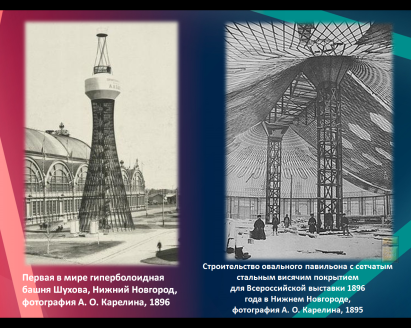 Первая в мире гиперболоидная
башня Шухова, Нижний Новгород,
фотография А. О. Карелина, 1896
Строительство овального павильона с сетчатым
стальным висячим покрытием
для Всероссийской выставки 1896
года в Нижнем Новгороде,
фотография А. О. Карелина, 1895